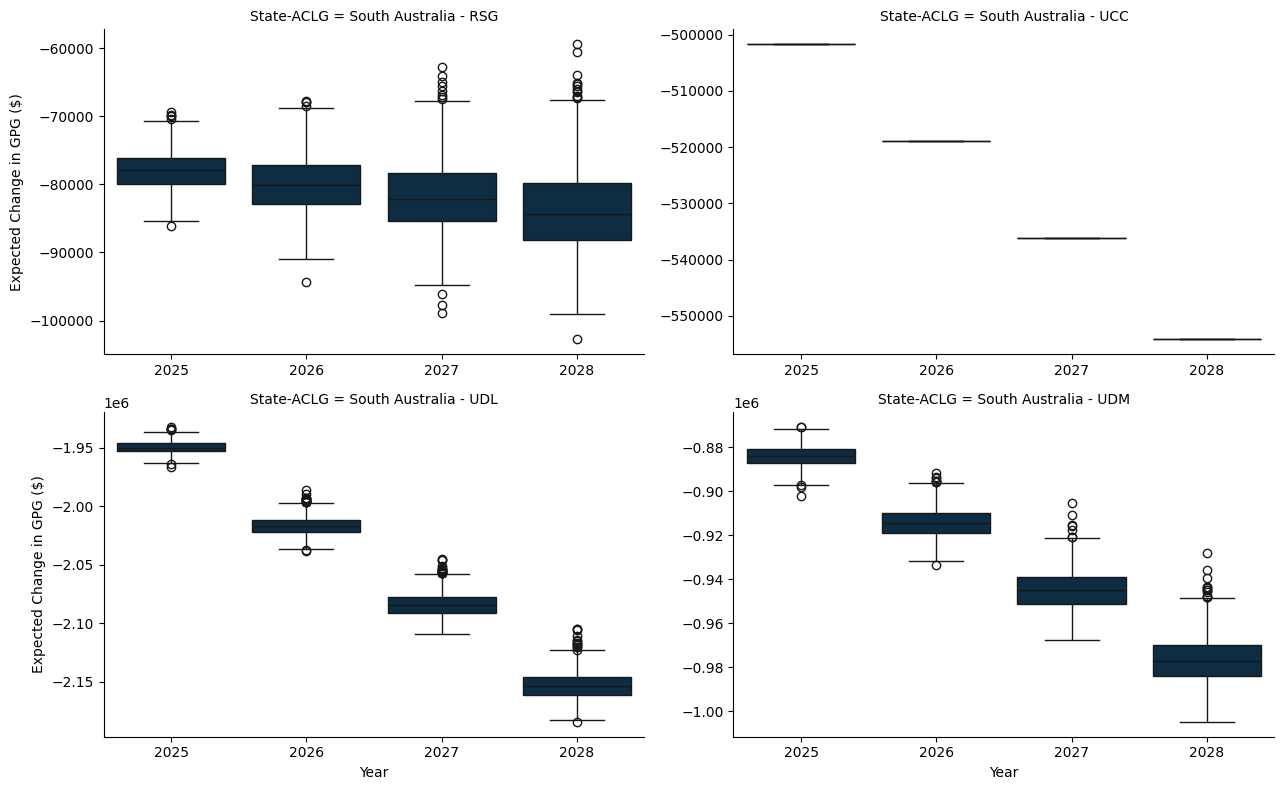 State-ACLG = South Australia - RSG
Expected Change in GPG ($)
−60000
−70000
−80000
−90000
−100000
2025 2026 2027 2028
State-ACLG = South Australia - UCC
−500000
−510000
−520000
−530000
−540000
−550000
2025 2026 2027 2028
State-ACLG = South Australia - UDL
1e6
Expected Change in GPG ($)
−1.95
−2.00
−2.05
−2.10
−2.15
2025 2026 2027 2028
Year
State-ACLG = South Australia - UDM
1e6
−0.88
−0.90
−0.92
−0.94
−0.96
−0.98
−1.00
2025 2026 2027 2028
Year